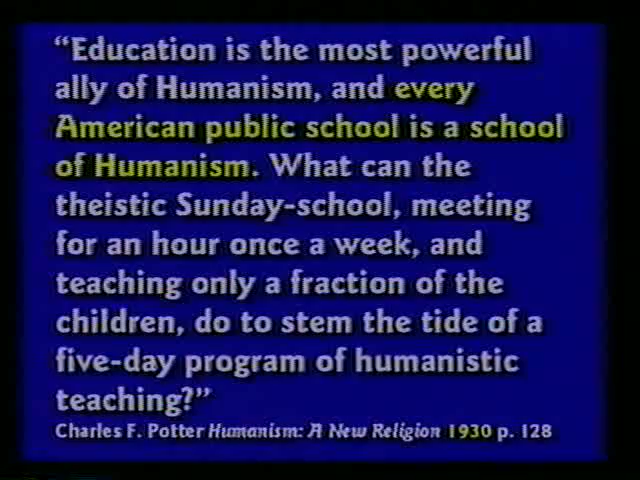 “Education is the most powerful
ally of Humanism, and every
American public school is a school
of Humanism. What can the
theistic Sunday-school, meeting
for an hour once a week, and
teaching only a fraction of the
children, do to stem the tide of a
five-day program of humanistic
teaching?”
Charles F. Potter Humanism: A New Religion 1930 p. 128